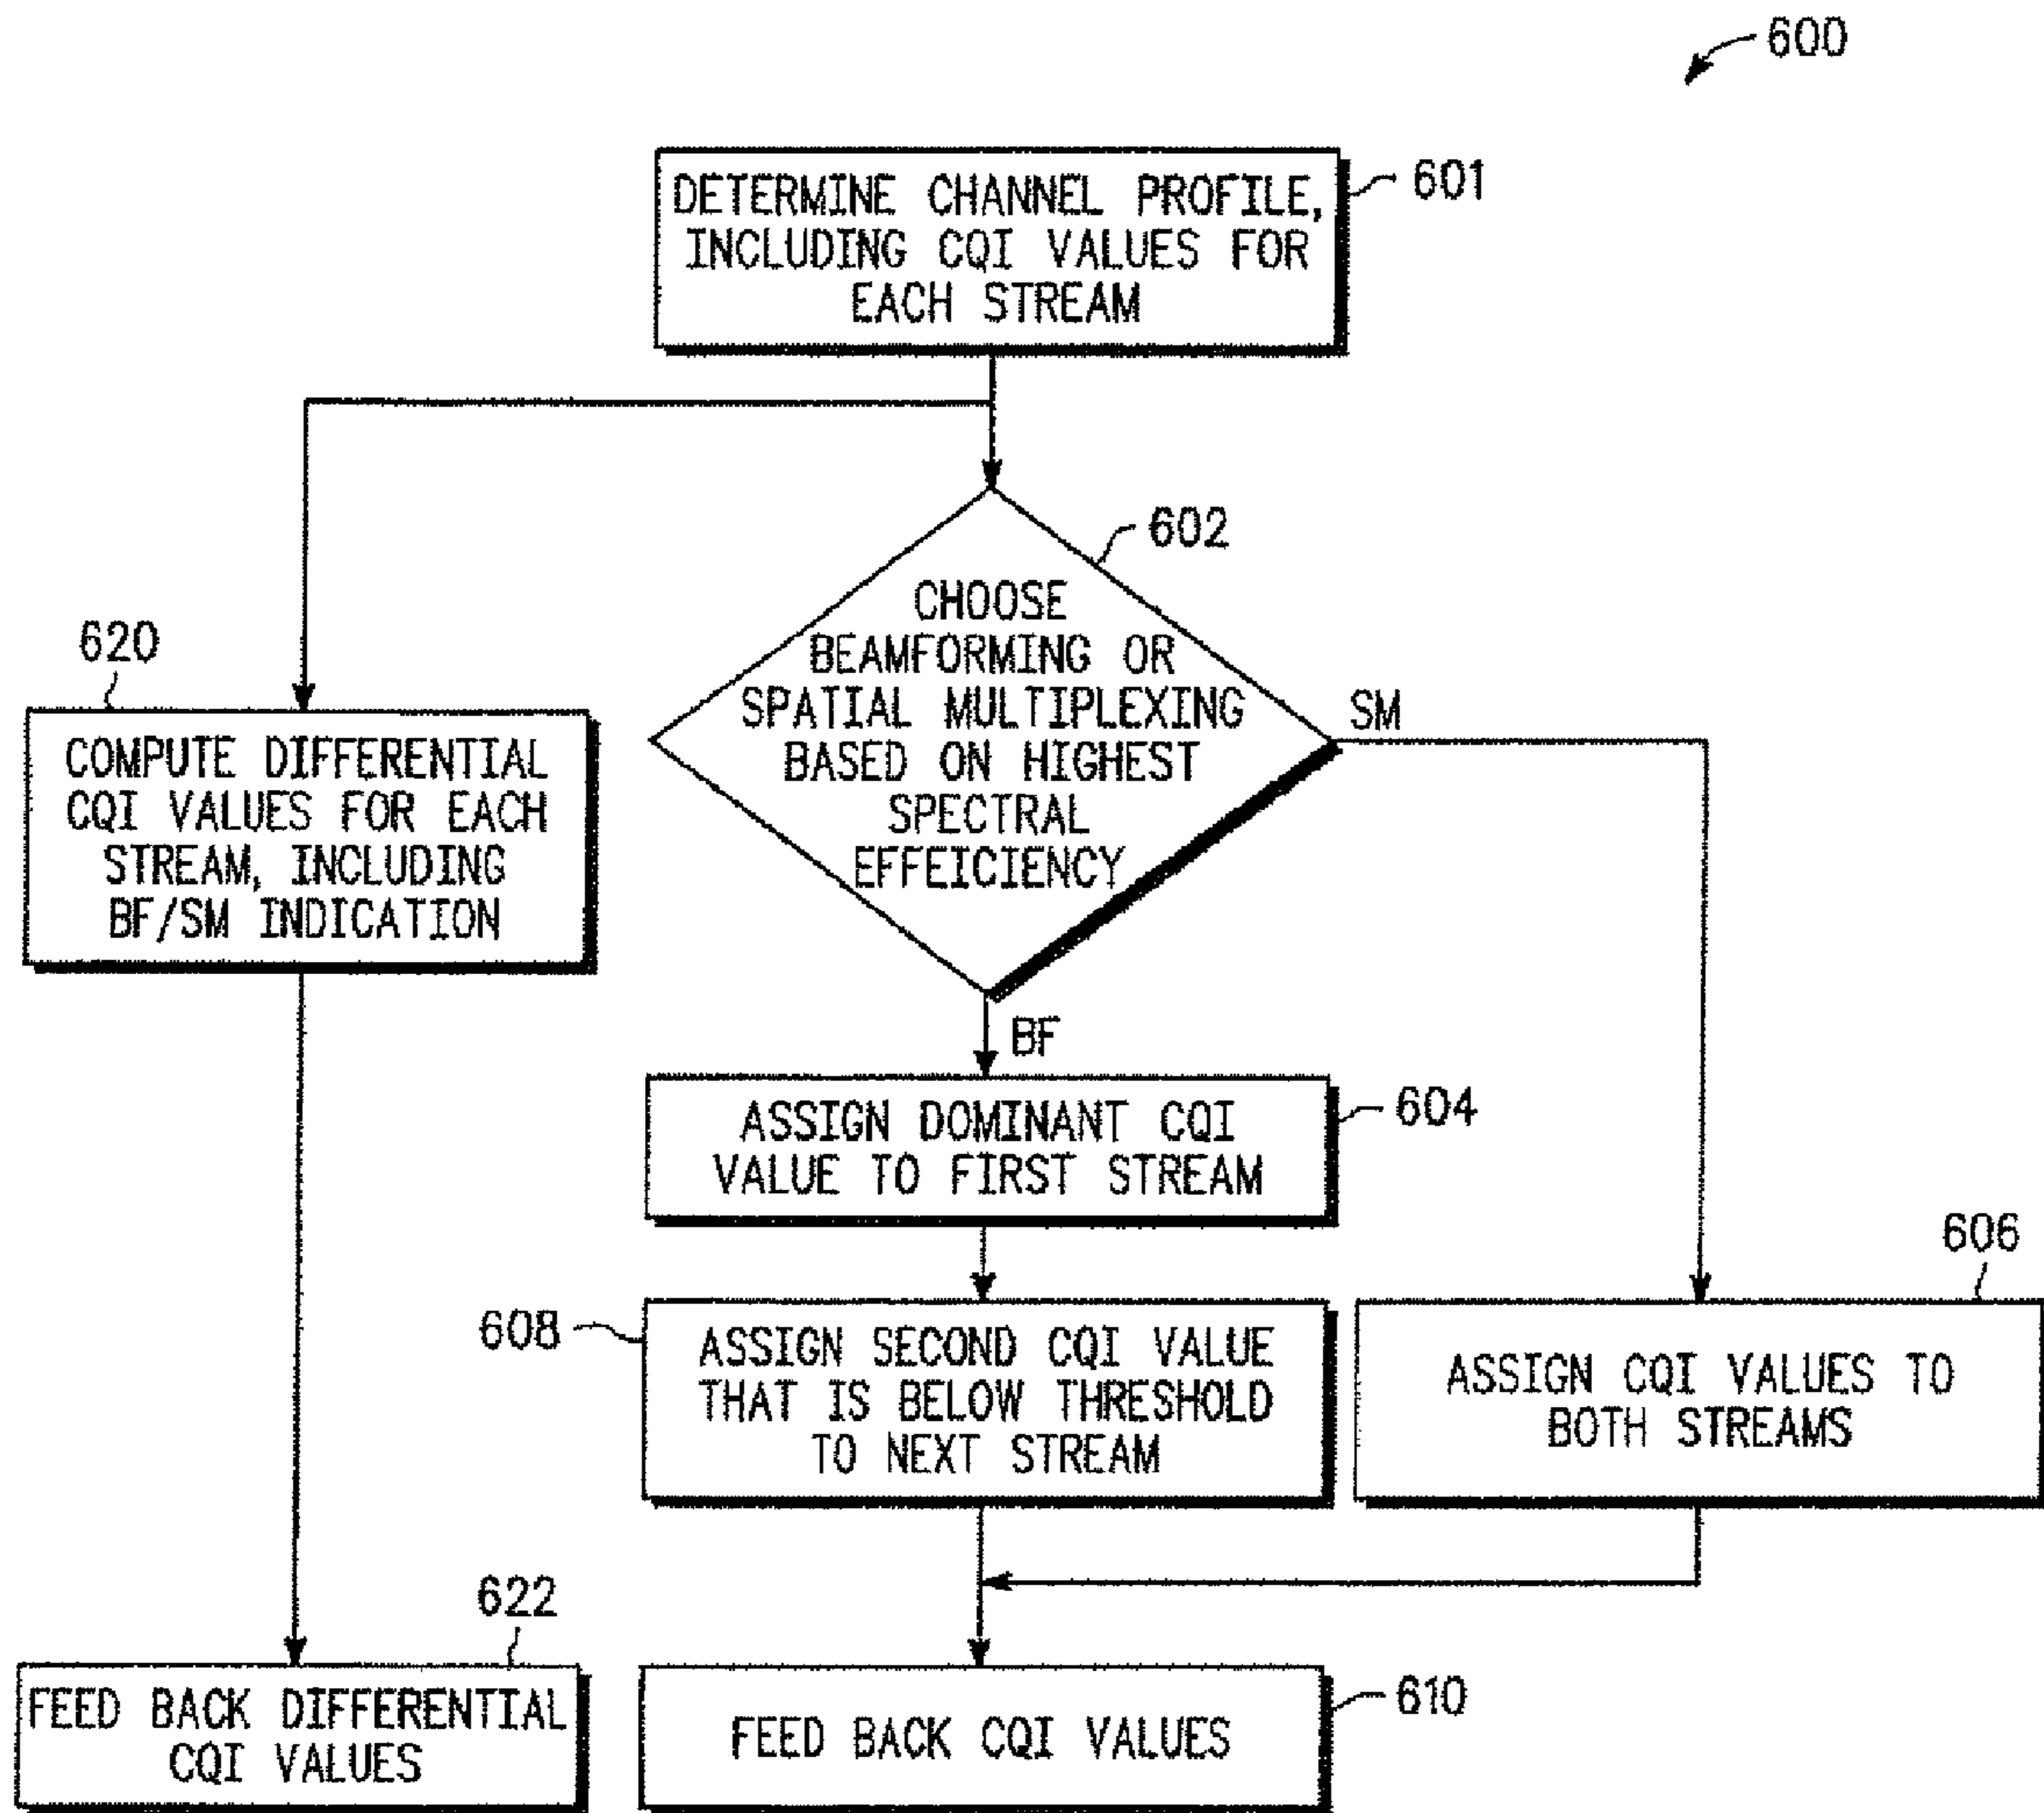 600
DETERMINE CHANNEL PROFILE,
INCLUDING CQI VALUES FOR
EACH STREAM
601
602
CHOOSE
BEAMFORMING OR
SPATIAL MULTIPLEXING
BASED ON HIGHEST
SPECTRAL
EFFEICIENCY
SM
BF
620
COMPUTE DIFFERENTIAL
CQI VALUES FOR EACH
STREAM, INCLUDING
BF/SM INDICATION
ASSIGN DOMINANT CQI
VALUE TO FIRST STREAM
604
606
608
ASSIGN SECOND CQI VALUE
THAT IS BELOW THRESHOLD
TO NEXT STREAM
ASSIGN CQI VALUES TO
BOTH STREAMS
622
FEED BACK DIFFERENTIAL
CQI VALUES
FEED BACK CQI VALUES
610